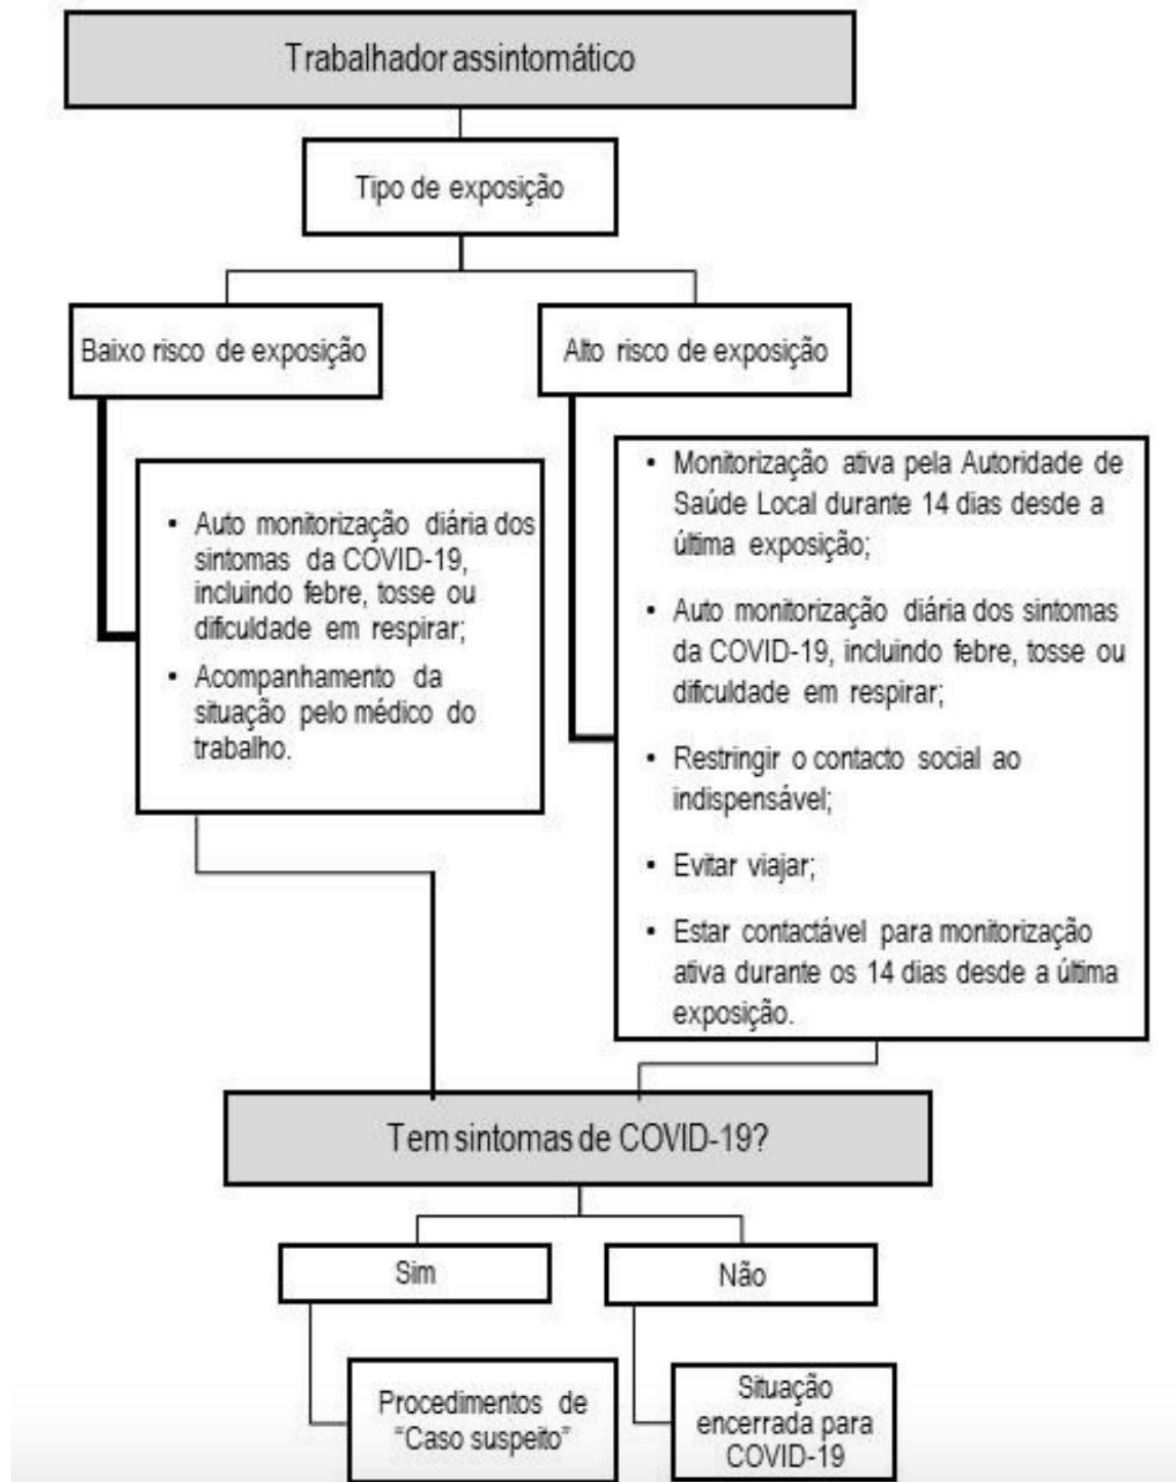 Trabalhador assintomático
Tipo de exposição
Baixo risco de exposição
Alto risco de exposição
• Auto monitorização diária dos
sintomas da COVID-19,
incluindo febre, tosse ou
dificuldade em respirar;
• Acompanhamento da
situação pelo médico do
trabalho.
• Monitorização ativa pela Autoridade de
Saúde Local durante 14 dias desde a
última exposição;
• Auto monitorização diária dos sintomas
da COVID-19, incluindo febre, tosse ou
dificuldade em respirar;
• Restringir o contacto social ao
indispensável;
• Evitar viajar;
• Estar contactável para monitorização
ativa durante os 14 dias desde a última
exposição.
Tem sintomas de COVID-19?
Sim
Não
Procedimentos de
“Caso suspeito”
Situação
encerrada para
COVID-19